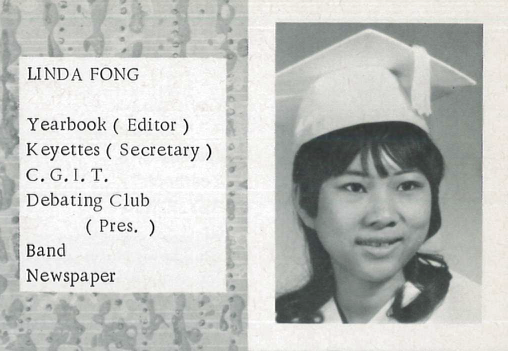 LINDA FONG
Yearbook ( Editor )
Keyettes ( Secretary )
C. G. I. T.
Debating Club
( Pres. )
Band
Newspaper